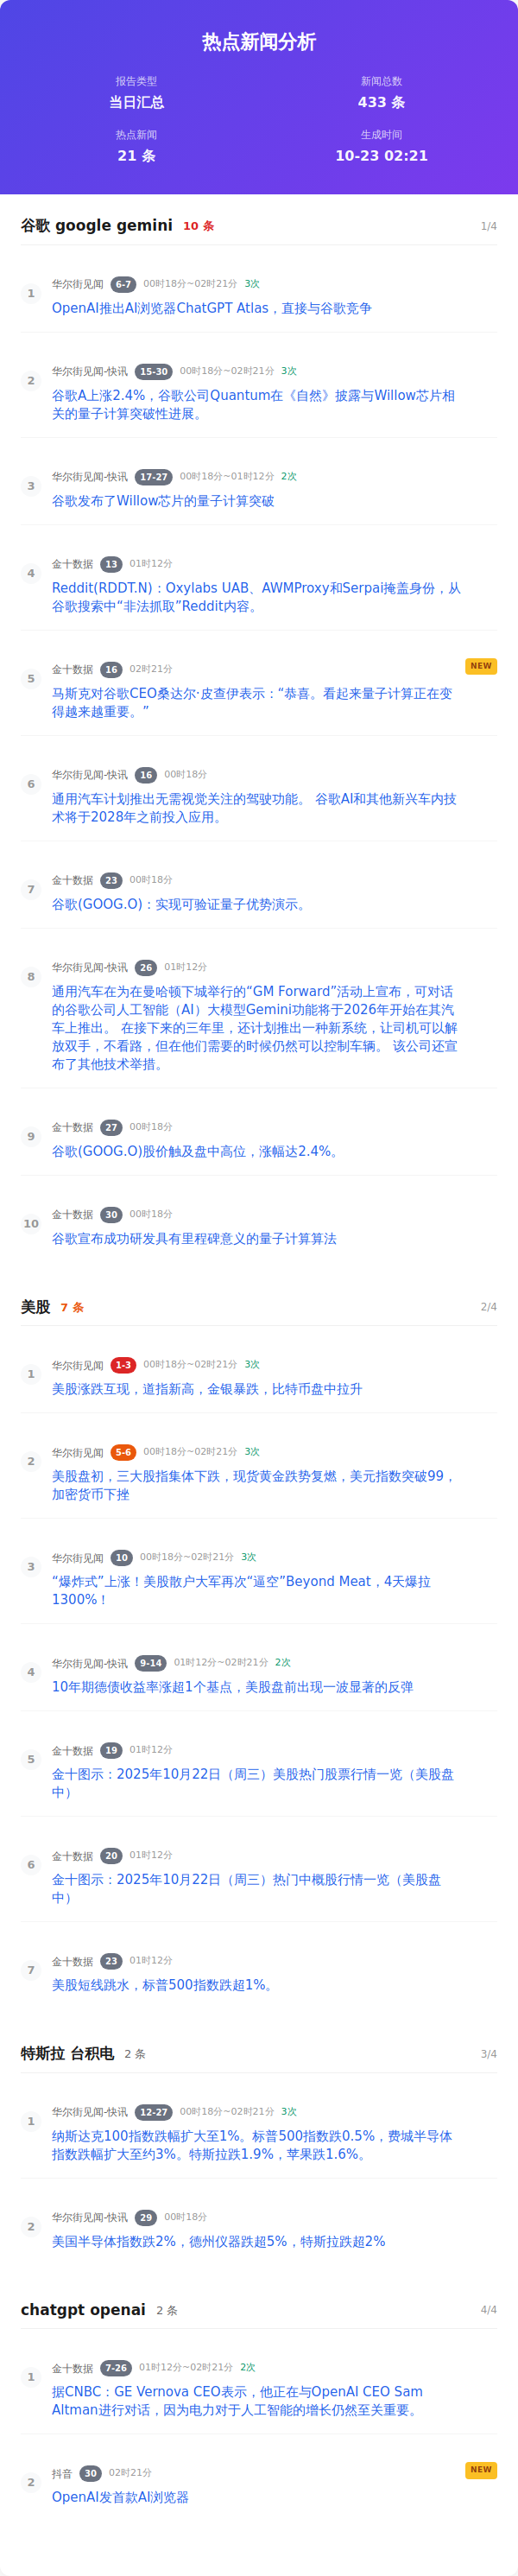 热点新闻分析
报告类型
当日汇总
新闻总数
433 条
热点新闻
21 条
生成时间
10-23 02:21
谷歌 google gemini 10 条 1/4
1
华尔街见闻 6-7 00时18分~02时21分 3次
OpenAI推出AI浏览器ChatGPT Atlas，直接与谷歌竞争
2
华尔街见闻-快讯 15-30 00时18分~02时21分 3次
谷歌A上涨2.4%，谷歌公司Quantum在《自然》披露与Willow芯片相
关的量子计算突破性进展。
3
华尔街见闻-快讯 17-27 00时18分~01时12分 2次
谷歌发布了Willow芯片的量子计算突破
4
金十数据 13 01时12分
Reddit(RDDT.N)：Oxylabs UAB、AWMProxy和Serpai掩盖身份，从
谷歌搜索中“非法抓取”Reddit内容。
5
金十数据 16 02时21分 NEW
马斯克对谷歌CEO桑达尔·皮查伊表示：“恭喜。看起来量子计算正在变
得越来越重要。”
6
华尔街见闻-快讯 16 00时18分
通用汽车计划推出无需视觉关注的驾驶功能。 谷歌AI和其他新兴车内技
术将于2028年之前投入应用。
7
金十数据 23 00时18分
谷歌(GOOG.O)：实现可验证量子优势演示。
8
华尔街见闻-快讯 26 01时12分
通用汽车在为在曼哈顿下城举行的“GM Forward”活动上宣布，可对话
的谷歌公司人工智能（AI）大模型Gemini功能将于2026年开始在其汽
车上推出。 在接下来的三年里，还计划推出一种新系统，让司机可以解
放双手，不看路，但在他们需要的时候仍然可以控制车辆。 该公司还宣
布了其他技术举措。
9
金十数据 27 00时18分
谷歌(GOOG.O)股价触及盘中高位，涨幅达2.4%。
10
金十数据 30 00时18分
谷歌宣布成功研发具有里程碑意义的量子计算算法
美股 7 条 2/4
1
华尔街见闻 1-3 00时18分~02时21分 3次
美股涨跌互现，道指新高，金银暴跌，比特币盘中拉升
2
华尔街见闻 5-6 00时18分~02时21分 3次
美股盘初，三大股指集体下跌，现货黄金跌势复燃，美元指数突破99，
加密货币下挫
3
华尔街见闻 10 00时18分~02时21分 3次
“爆炸式”上涨！美股散户大军再次“逼空”Beyond Meat，4天爆拉
1300%！
4
华尔街见闻-快讯 9-14 01时12分~02时21分 2次
10年期德债收益率涨超1个基点，美股盘前出现一波显著的反弹
5
金十数据 19 01时12分
金十图示：2025年10月22日（周三）美股热门股票行情一览（美股盘
中）
6
金十数据 20 01时12分
金十图示：2025年10月22日（周三）热门中概股行情一览（美股盘
中）
7
金十数据 23 01时12分
美股短线跳水，标普500指数跌超1%。
特斯拉 台积电 2 条 3/4
1
华尔街见闻-快讯 12-27 00时18分~02时21分 3次
纳斯达克100指数跌幅扩大至1%。标普500指数跌0.5%，费城半导体
指数跌幅扩大至约3%。特斯拉跌1.9%，苹果跌1.6%。
2
华尔街见闻-快讯 29 00时18分
美国半导体指数跌2%，德州仪器跌超5%，特斯拉跌超2%
chatgpt openai 2 条 4/4
1
金十数据 7-26 01时12分~02时21分 2次
据CNBC：GE Vernova CEO表示，他正在与OpenAI CEO Sam
Altman进行对话，因为电力对于人工智能的增长仍然至关重要。
2
抖音 30 02时21分 NEW
OpenAI发首款AI浏览器